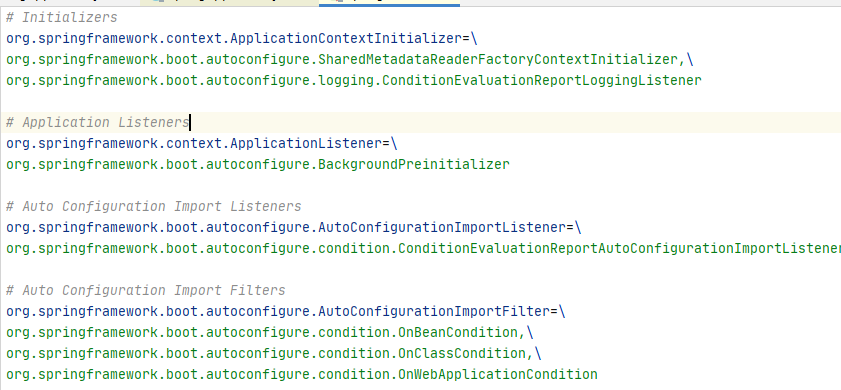 # Initializers
org.springframework.context.ApplicationContextInitializer=\
org.springframework.boot.autoconfigure.SharedMetadataReaderFactoryContextInitializer,\
org.springframework.boot.autoconfigure.logging.ConditionEvaluationReportLoggingListener
# Application Listeners
org.springframework.context.ApplicationListener=\
org.springframework.boot.autoconfigure.BackgroundPreinitializer
# Auto Configuration Import Listeners
org.springframework.boot.autoconfigure.AutoConfigurationImportListener=\
org.springframework.boot.autoconfigure.condition.ConditionEvaluationReportAutoConfigurationImportListener
# Auto Configuration Import Filters
org.springframework.boot.autoconfigure.AutoConfigurationImportFilter=\
org.springframework.boot.autoconfigure.condition.OnBeanCondition,\
org.springframework.boot.autoconfigure.condition.OnClassCondition,\
org.springframework.boot.autoconfigure.condition.OnWebApplicationCondition